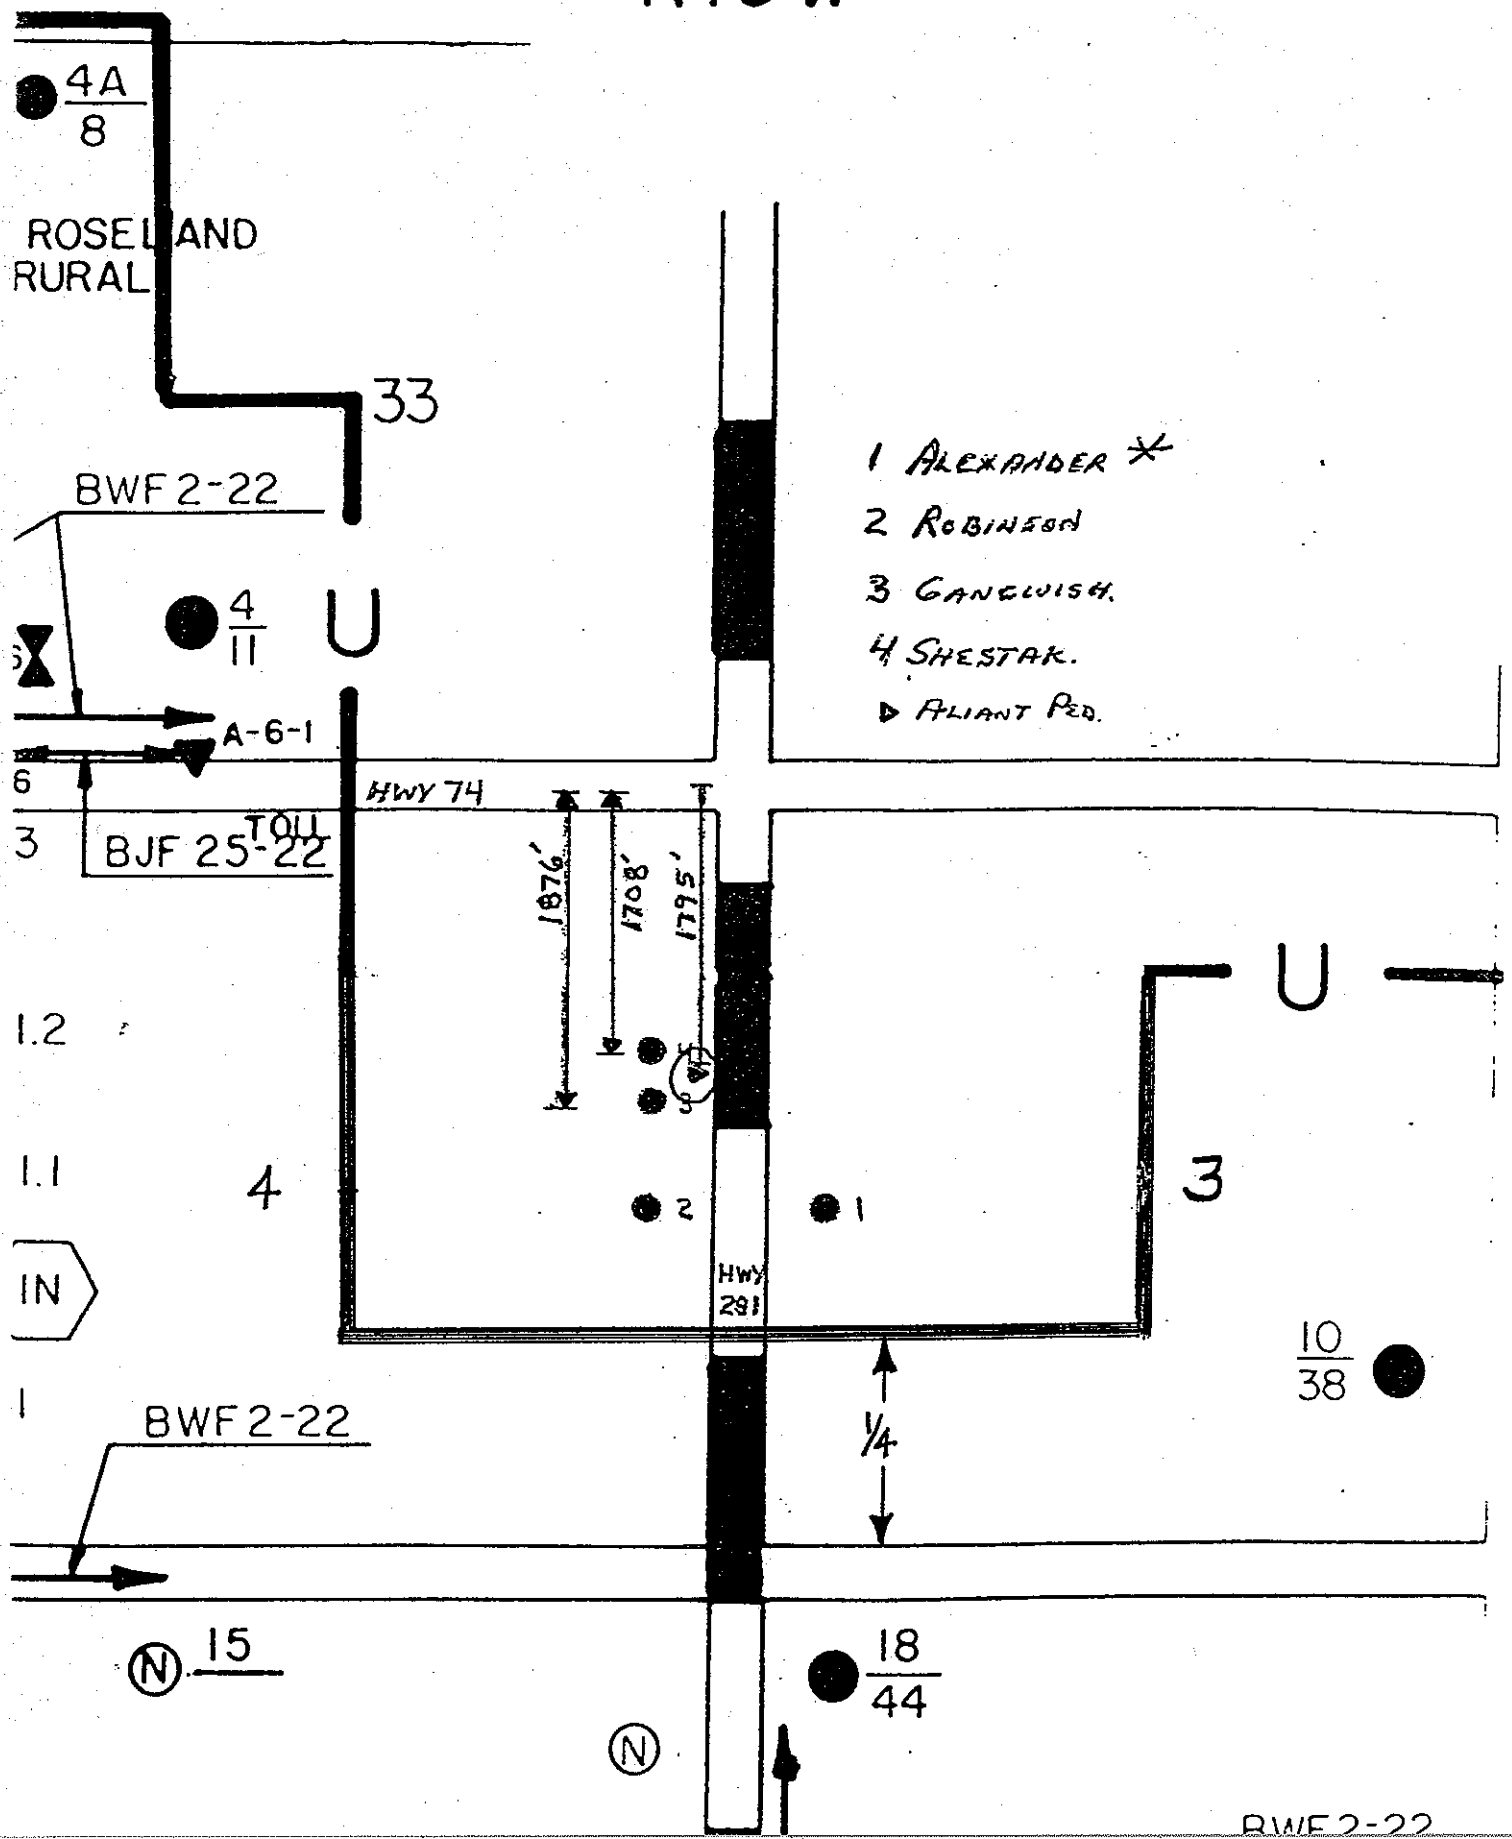 4A
8
ROSELAND
RURAL
33
BWF 2-22
1 ALEXANDER *
2 ROBINSON
3 GANGWISH.
4 SHESTAK.
▷ ALIANT PED.
4
11
U
A-6-1
6
HWY 74
3
TOLL
BJF 25-22
1876'
1708'
1795'
U
1.2
4
3
1.1
4
3
2
1
IN
HWY
281
10
38
1
BWF 2-22
1/4
N 15
18
44
N
BWF 2-22